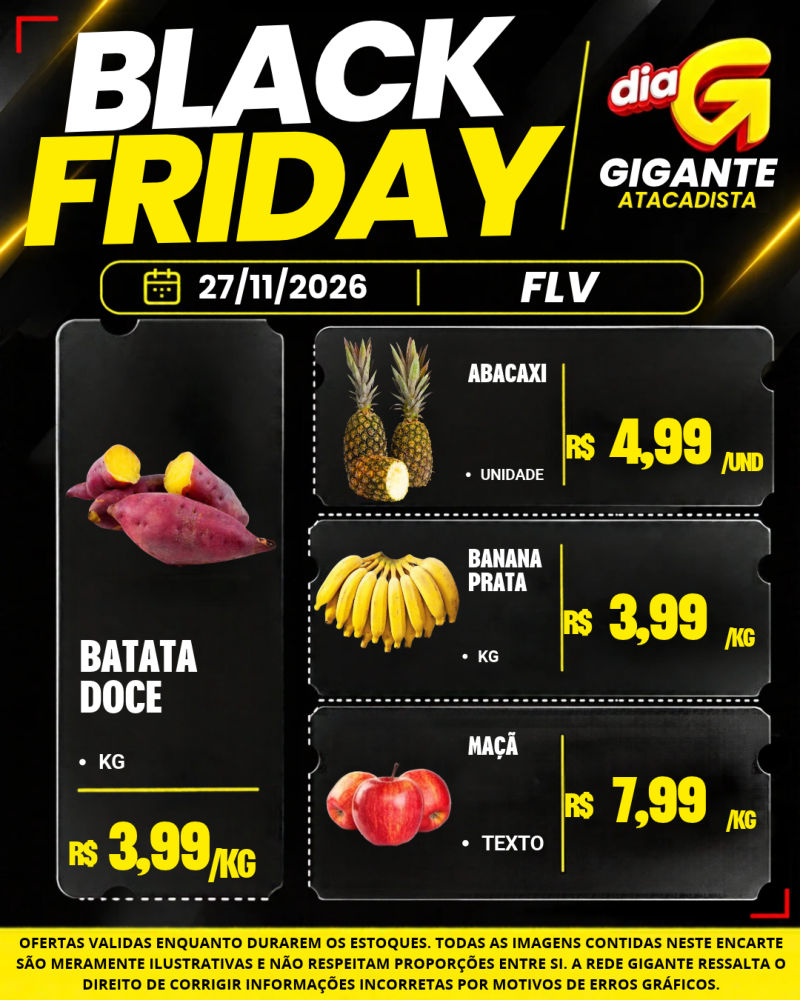 BLACK
FRIDAY
dia G
GIGANTE
ATACADISTA
27/11/2026
FLV
BATATA
DOCE
• KG
R$ 3,99/KG
ABACAXI
• UNIDADE
R$ 4,99 /UND
BANANA
PRATA
• KG
R$ 3,99 /KG
MAÇÃ
• TEXTO
R$ 7,99 /KG
OFERTAS VALIDAS ENQUANTO DURAREM OS ESTOQUES. TODAS AS IMAGENS CONTIDAS NESTE ENCARTE
SÃO MERAMENTE ILUSTRATIVAS E NÃO RESPEITAM PROPORÇÕES ENTRE SI. A REDE GIGANTE RESSALTA O
DIREITO DE CORRIGIR INFORMAÇÕES INCORRETAS POR MOTIVOS DE ERROS GRÁFICOS.